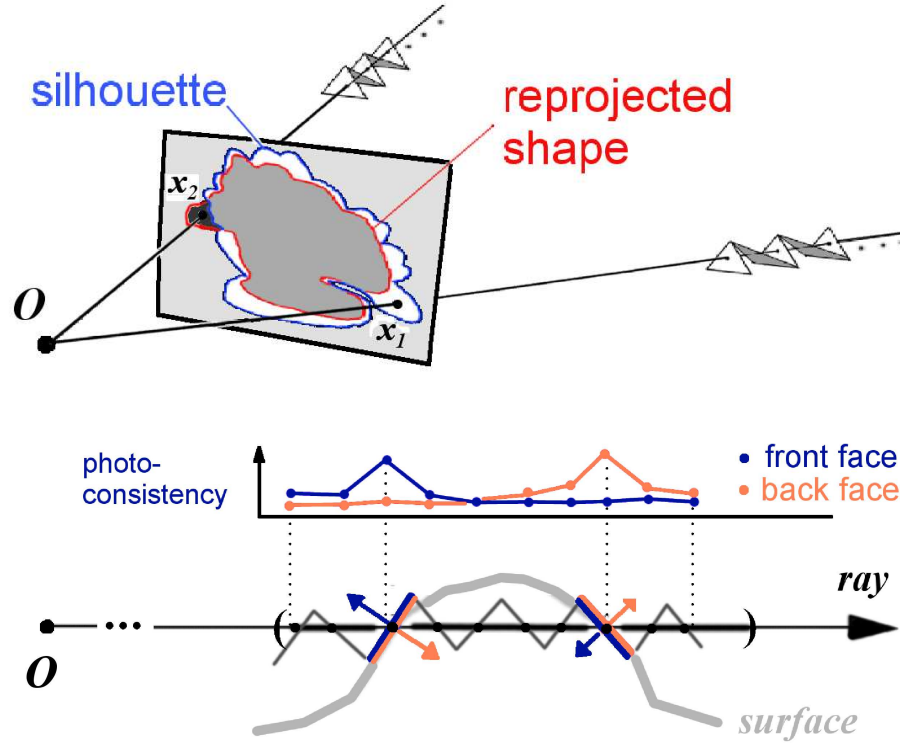 silhouette
reprojected
shape
x2
O
x1
photo-
consistency
front face
back face
ray
( )
O
...
surface